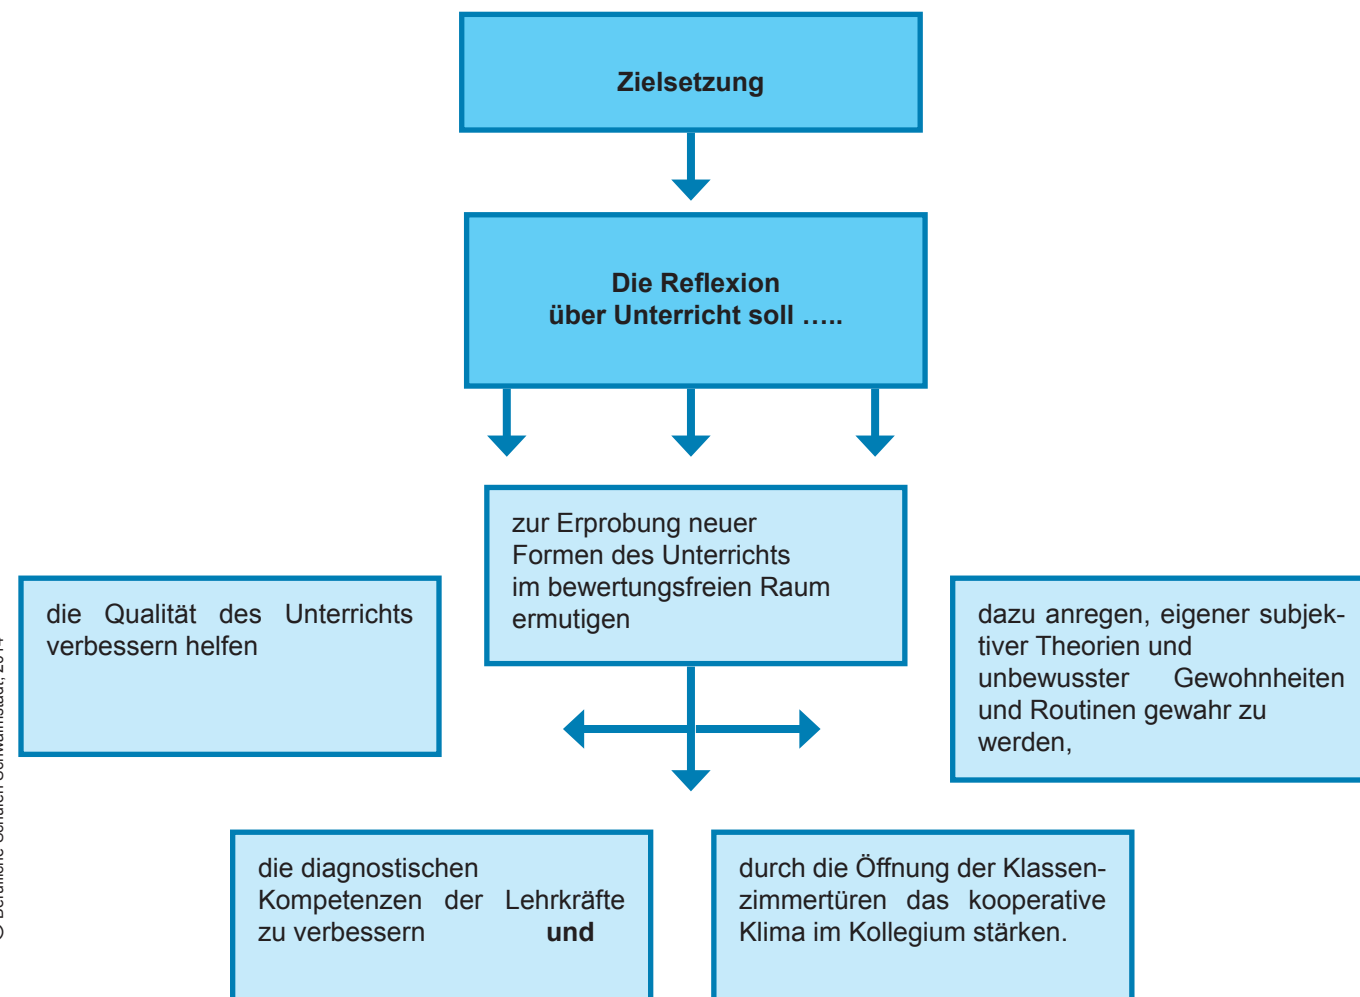 Zielsetzung
Die Reflexion
über Unterricht soll …..
zur Erprobung neuer
Formen des Unterrichts
im bewertungsfreien Raum
ermutigen
die Qualität des Unterrichts
verbessern helfen
dazu anregen, eigener subjek-
tiver Theorien und
unbewusster Gewohnheiten
und Routinen gewahr zu
werden,
die diagnostischen
Kompetenzen der Lehrkräfte
zu verbessern und
durch die Öffnung der Klassen-
zimmertüren das kooperative
Klima im Kollegium stärken.